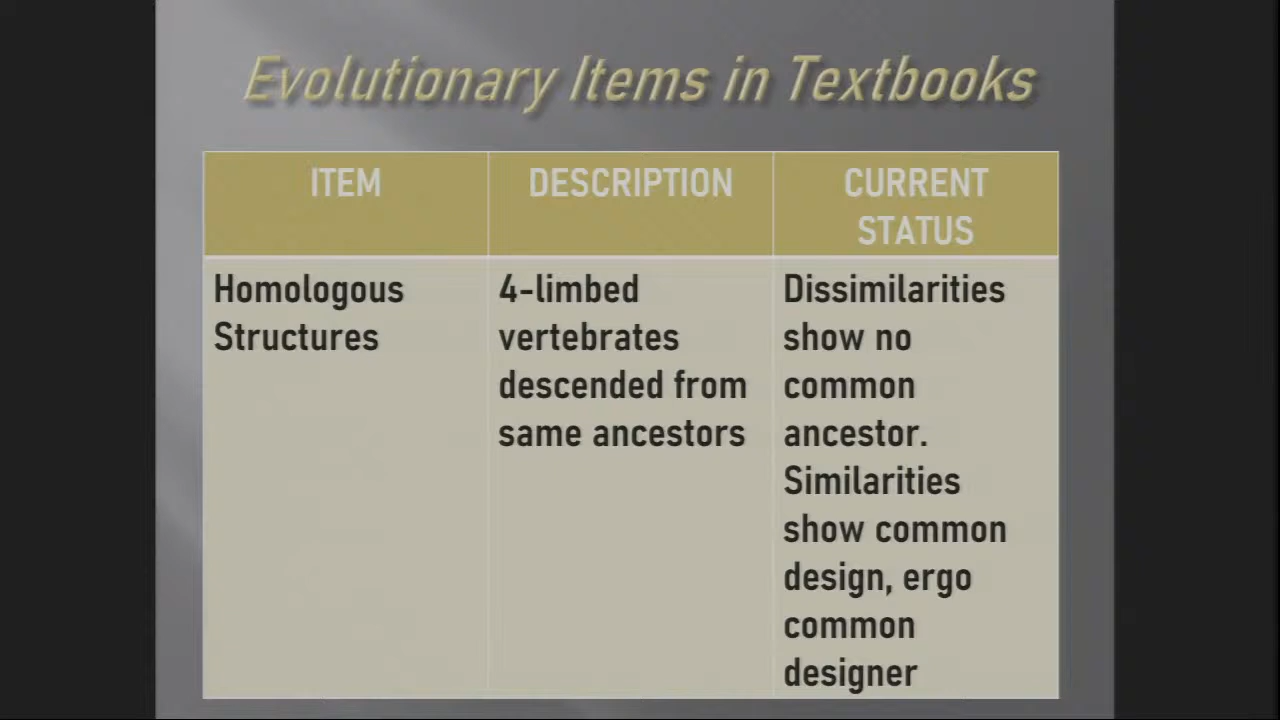 Evolutionary Items in Textbooks
ITEM
DESCRIPTION
CURRENT
STATUS
Homologous
Structures
4-limbed
vertebrates
descended from
same ancestors
Dissimilarities
show no
common
ancestor.
Similarities
show common
design, ergo
common
designer